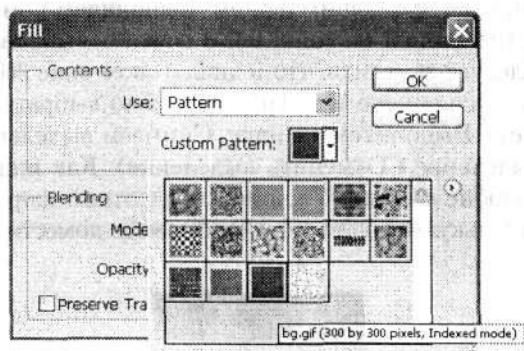 Fill
Contents
Use: Pattern
OK
Cancel
Custom Pattern:
Blending
Mode
Opacity
Preserve Tra
bg.gif (300 by 300 pixels, Indexed mode)